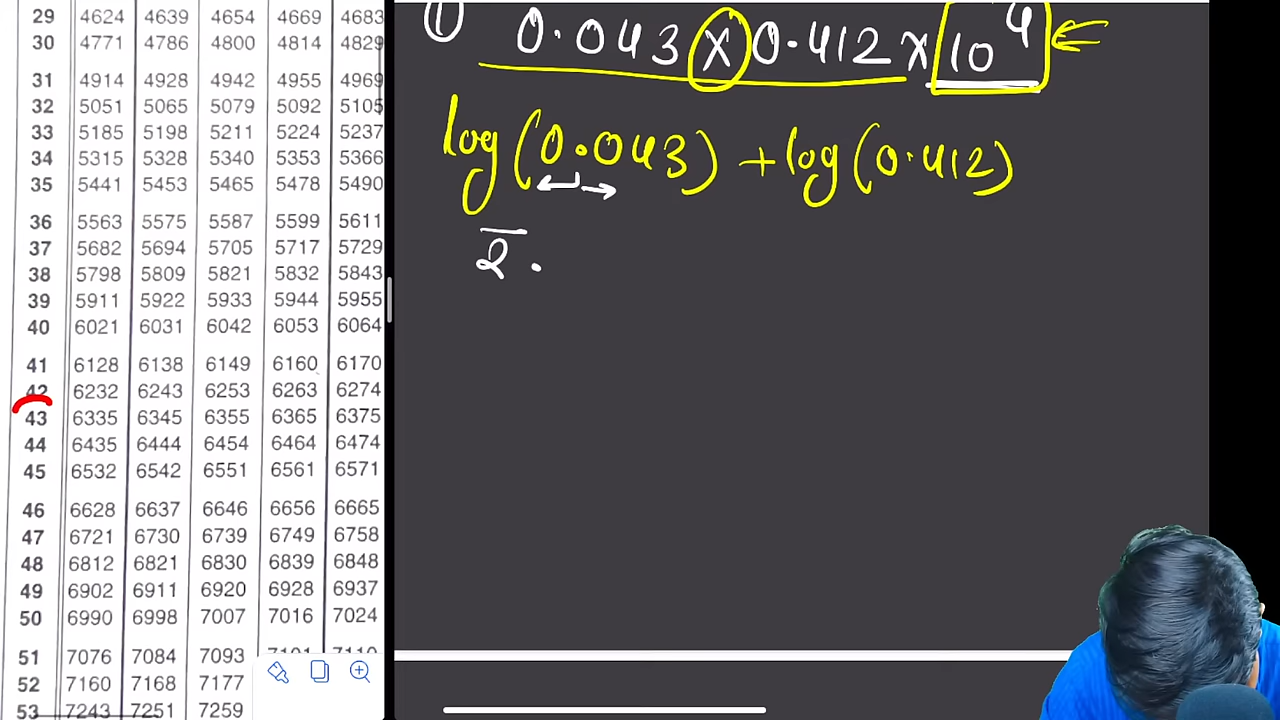 29 4624 4639 4654 4669 4683
30 4771 4786 4800 4814 4829
31 4914 4928 4942 4955 4969
32 5051 5065 5079 5092 5105
33 5185 5198 5211 5224 5237
34 5315 5328 5340 5353 5366
35 5441 5453 5465 5478 5490
36 5563 5575 5587 5599 5611
37 5682 5694 5705 5717 5729
38 5798 5809 5821 5832 5843
39 5911 5922 5933 5944 5955
40 6021 6031 6042 6053 6064
41 6128 6138 6149 6160 6170
42 6232 6243 6253 6263 6274
43 6335 6345 6355 6365 6375
44 6435 6444 6454 6464 6474
45 6532 6542 6551 6561 6571
46 6628 6637 6646 6656 6665
47 6721 6730 6739 6749 6758
48 6812 6821 6830 6839 6848
49 6902 6911 6920 6928 6937
50 6990 6998 7007 7016 7024
51 7076 7084 7093
52 7160 7168 7177
53 7243 7251 7259
① 0.043 × 0.412 × 10⁴
log(0.043) + log(0.412)
2̅.